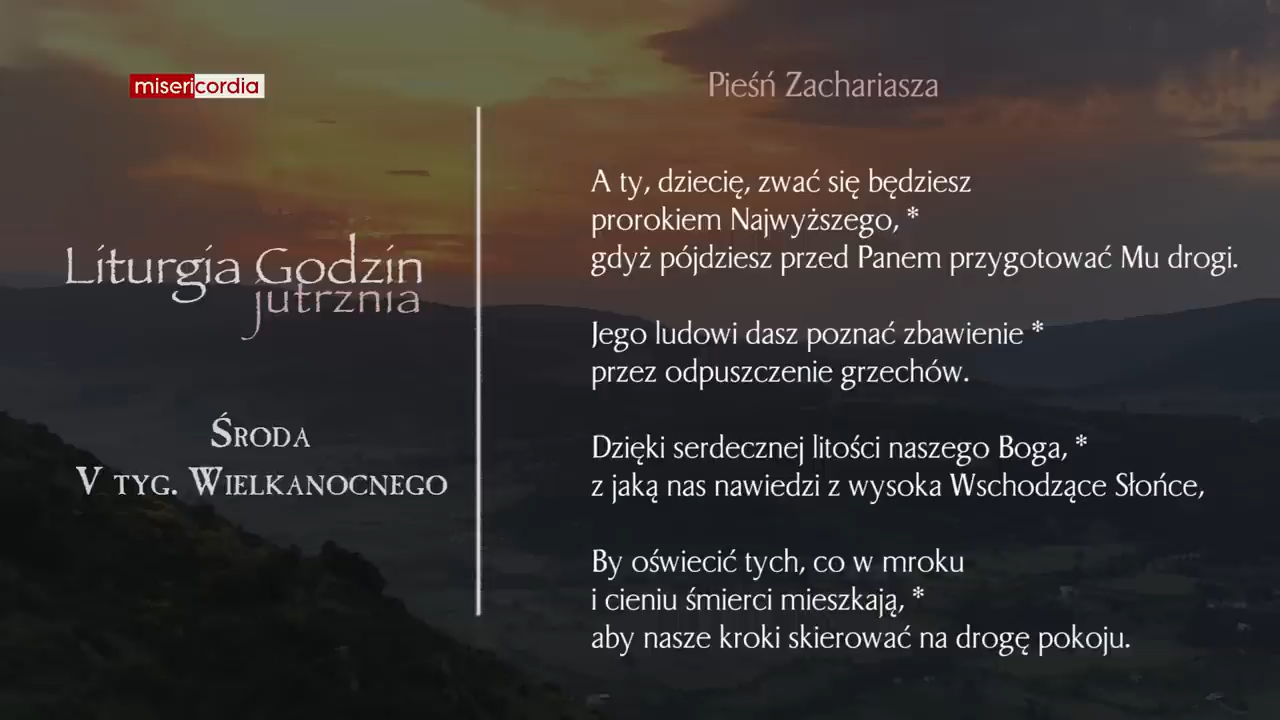 misericordia
Liturgia Godzin
jutrznia
Środa
V tyg. Wielkanocnego
Pieśń Zachariasza
A ty, dziecię, zwać się będziesz
prorokiem Najwyższego, *
gdyż pójdziesz przed Panem przygotować Mu drogi.
Jego ludowi dasz poznać zbawienie *
przez odpuszczenie grzechów.
Dzięki serdecznej litości naszego Boga, *
z jaką nas nawiedzi z wysoka Wschodzące Słońce,
By oświecić tych, co w mroku
i cieniu śmierci mieszkają, *
aby nasze kroki skierować na drogę pokoju.